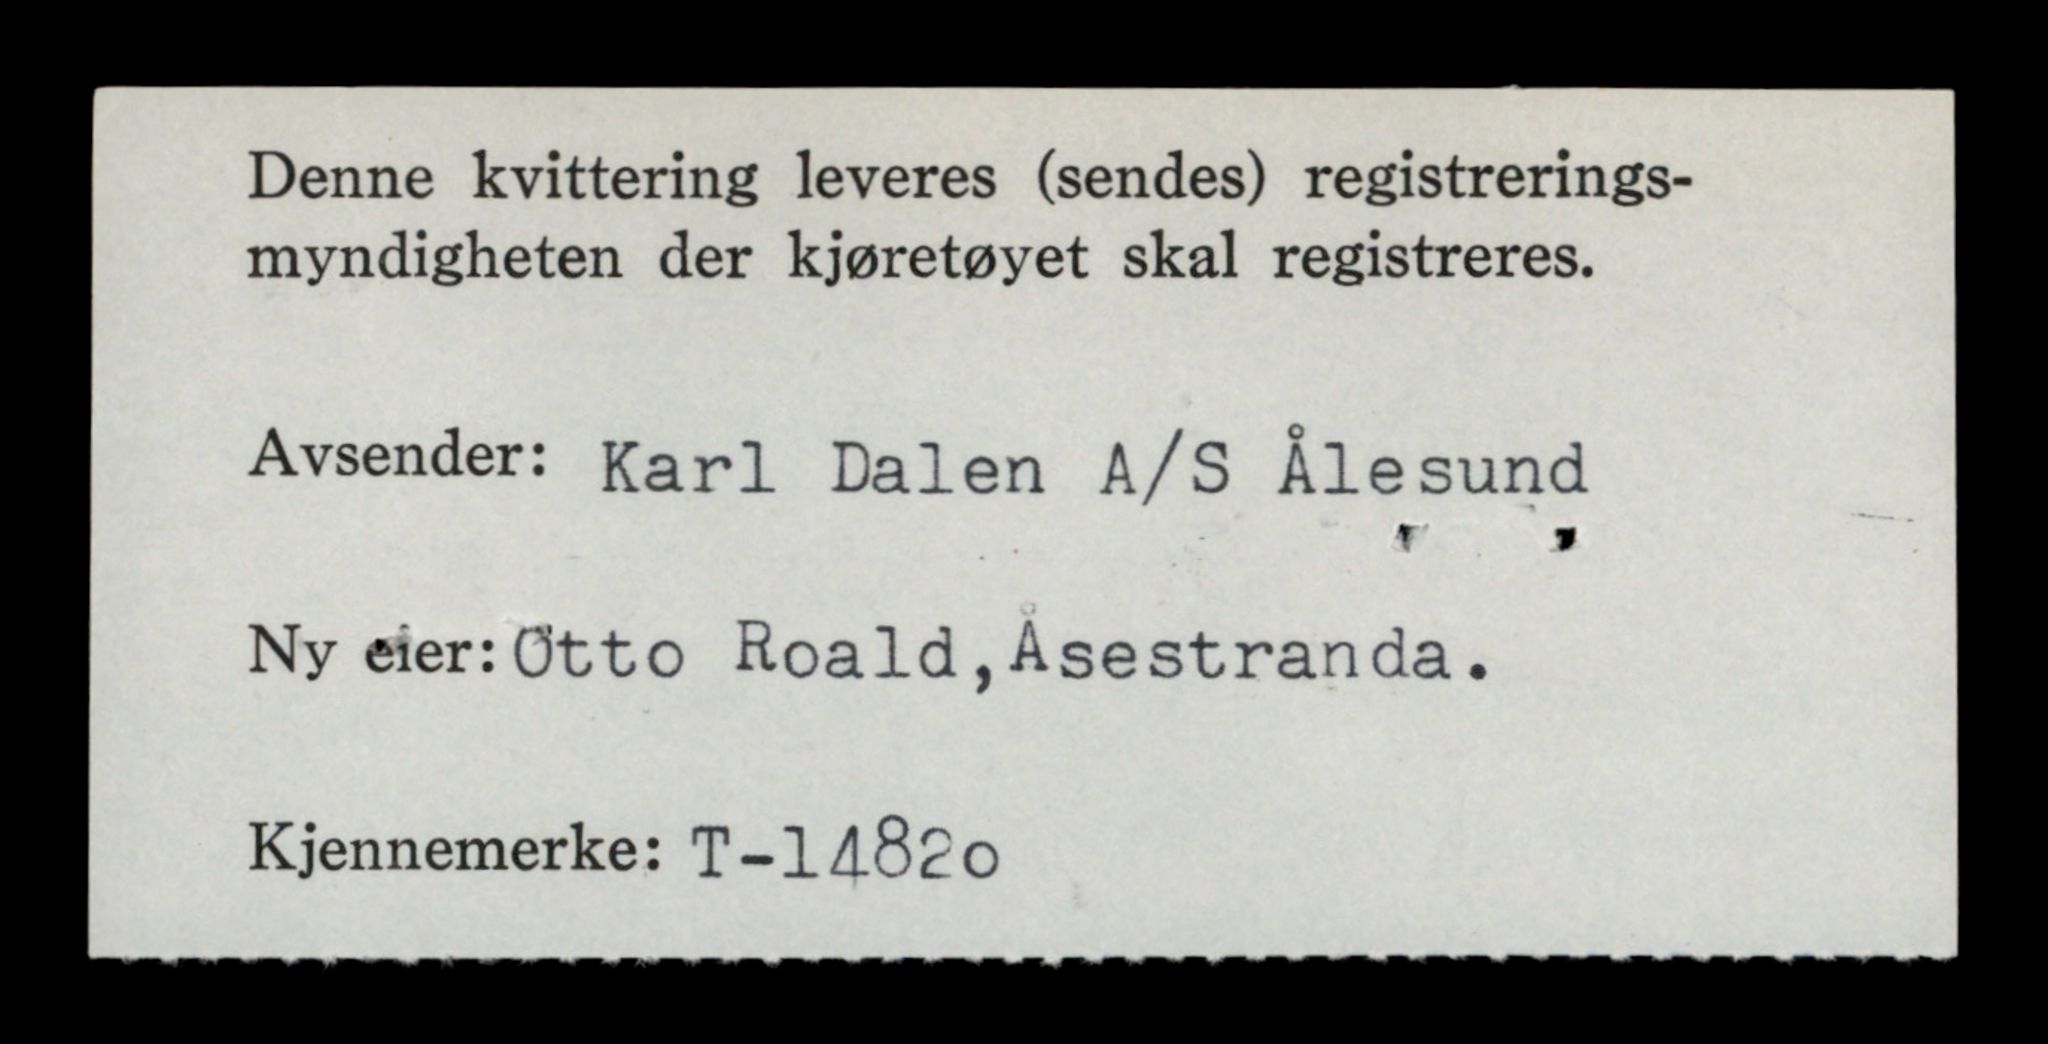 Denne kvittering leveres (sendes) registrerings-
myndigheten der kjøretøyet skal registreres.
Avsender: Karl Dalen A/S Ålesund
Ny eier: Otto Roald,Åsestranda.
Kjennemerke: T-14820